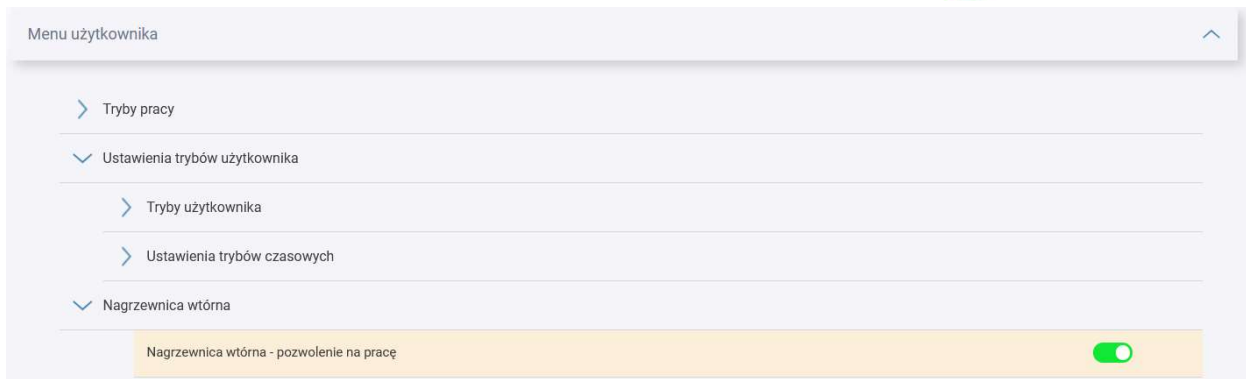 Menu użytkownika
Tryby pracy
Ustawienia trybów użytkownika
Tryby użytkownika
Ustawienia trybów czasowych
Nagrzewnica wtórna
Nagrzewnica wtórna - pozwolenie na pracę